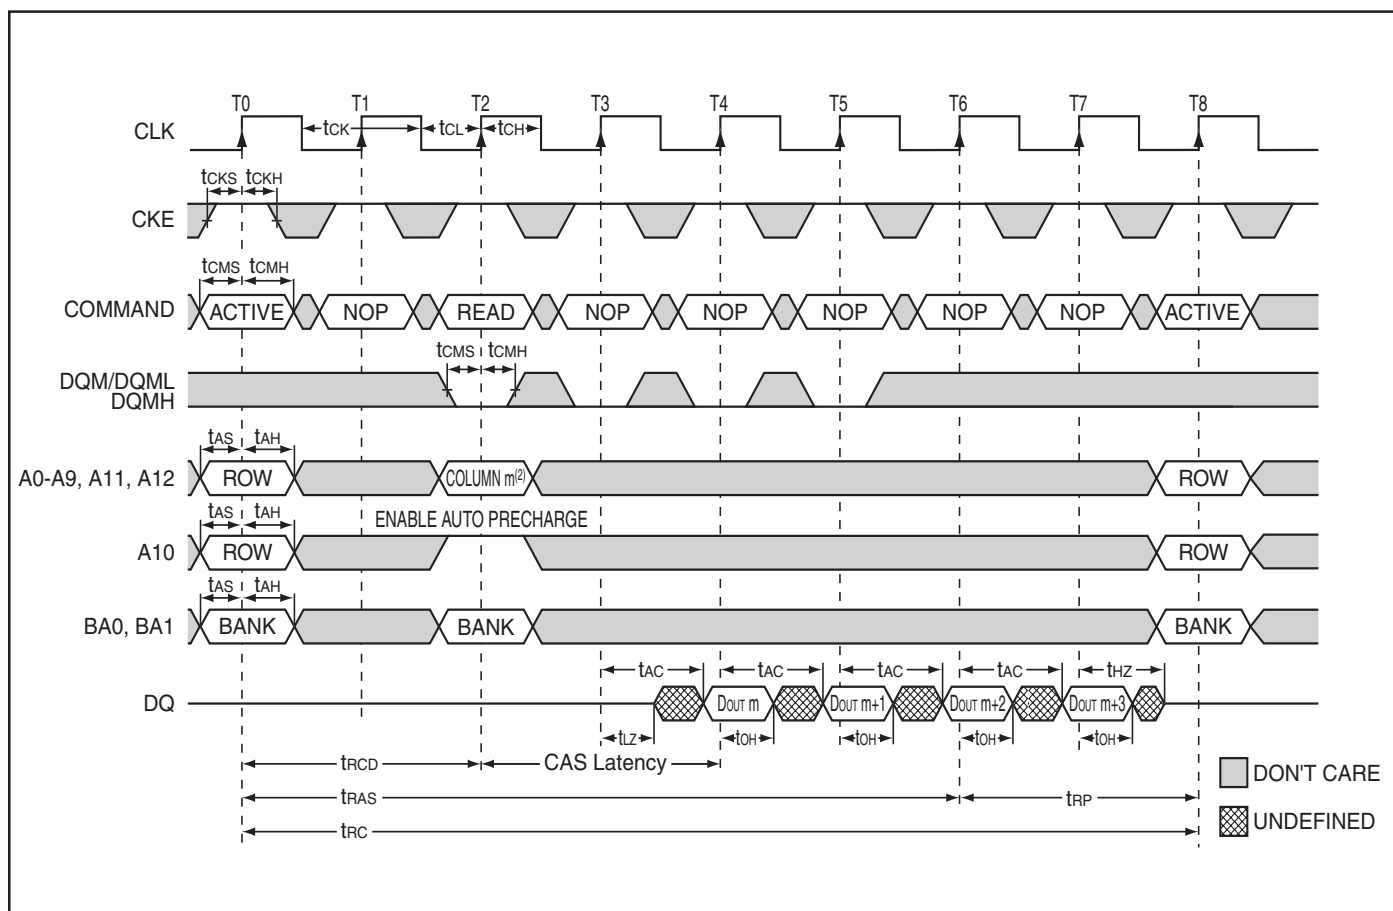 T0 T1 T2 T3 T4 T5 T6 T7 T8
CLK tCK tCL tCH
tCKS tCKH
CKE
tCMS tCMH
COMMAND ACTIVE NOP READ NOP NOP NOP NOP NOP ACTIVE
tCMS tCMH
DQM/DQML
DQMH
tAS tAH
A0-A9, A11, A12 ROW COLUMN m(2) ROW
tAS tAH ENABLE AUTO PRECHARGE
A10 ROW ROW
tAS tAH
BA0, BA1 BANK BANK BANK
tAC tAC tAC tAC tHZ
DQ DOUT m DOUT m+1 DOUT m+2 DOUT m+3
tLZ tOH tOH tOH tOH
tRCD CAS Latency
DON'T CARE
tRAS tRP
UNDEFINED
tRC